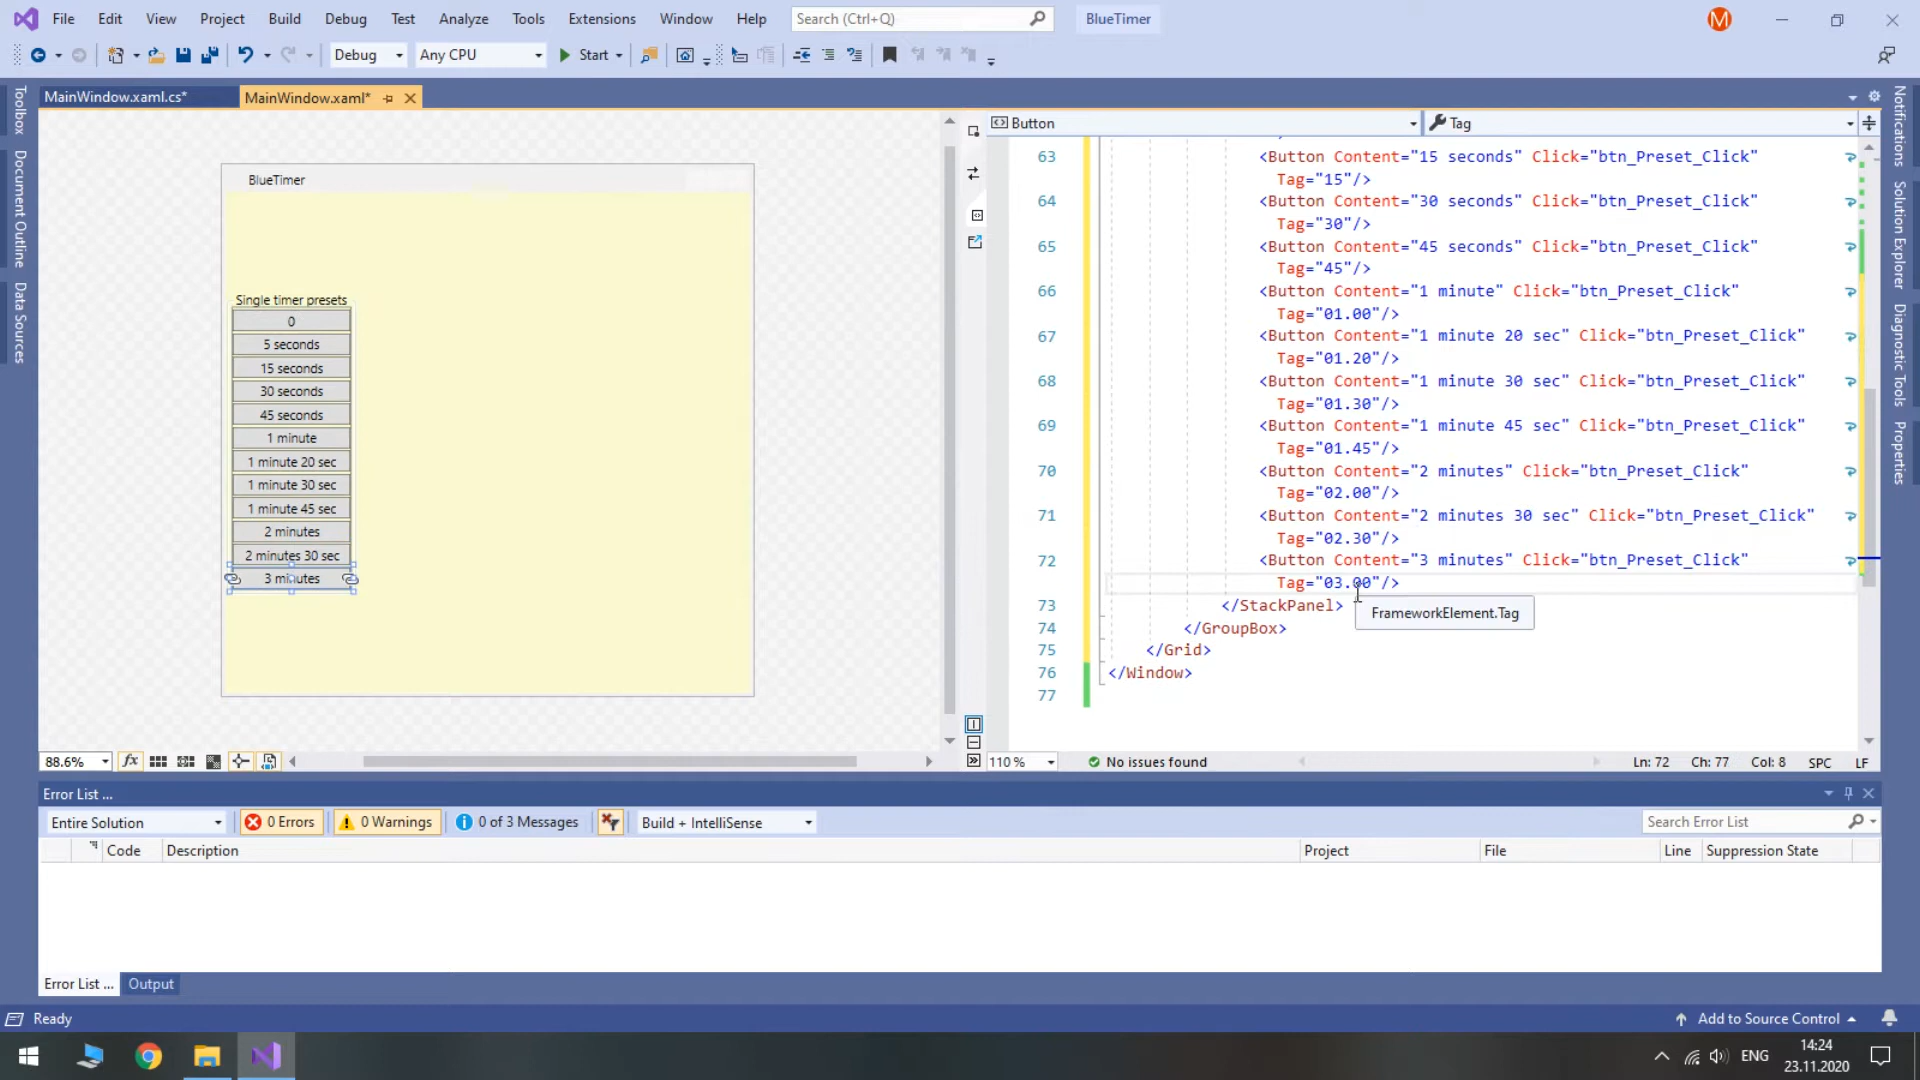 File Edit View Project Build Debug Test Analyze Tools Extensions Window Help Search (Ctrl+Q) BlueTimer M
Debug Any CPU Start
MainWindow.xaml.cs* MainWindow.xaml*
Toolbox
Document Outline
Data Sources
BlueTimer
Single timer presets
0
5 seconds
15 seconds
30 seconds
45 seconds
1 minute
1 minute 20 sec
1 minute 30 sec
1 minute 45 sec
2 minutes
2 minutes 30 sec
3 minutes
88.6%
Button Tag
63 <Button Content="15 seconds" Click="btn_Preset_Click"
Tag="15"/>
64 <Button Content="30 seconds" Click="btn_Preset_Click"
Tag="30"/>
65 <Button Content="45 seconds" Click="btn_Preset_Click"
Tag="45"/>
66 <Button Content="1 minute" Click="btn_Preset_Click"
Tag="01.00"/>
67 <Button Content="1 minute 20 sec" Click="btn_Preset_Click"
Tag="01.20"/>
68 <Button Content="1 minute 30 sec" Click="btn_Preset_Click"
Tag="01.30"/>
69 <Button Content="1 minute 45 sec" Click="btn_Preset_Click"
Tag="01.45"/>
70 <Button Content="2 minutes" Click="btn_Preset_Click"
Tag="02.00"/>
71 <Button Content="2 minutes 30 sec" Click="btn_Preset_Click"
Tag="02.30"/>
72 <Button Content="3 minutes" Click="btn_Preset_Click"
Tag="03.00"/>
73 </StackPanel>
FrameworkElement.Tag
74 </GroupBox>
75 </Grid>
76 </Window>
77
110 % No issues found Ln: 72 Ch: 77 Col: 8 SPC LF
Notifications
Solution Explorer
Diagnostic Tools
Properties
Error List ...
Entire Solution 0 Errors 0 Warnings 0 of 3 Messages Build + IntelliSense Search Error List
Code Description Project File Line Suppression State
Error List ... Output
Ready Add to Source Control
ENG 14:24
23.11.2020